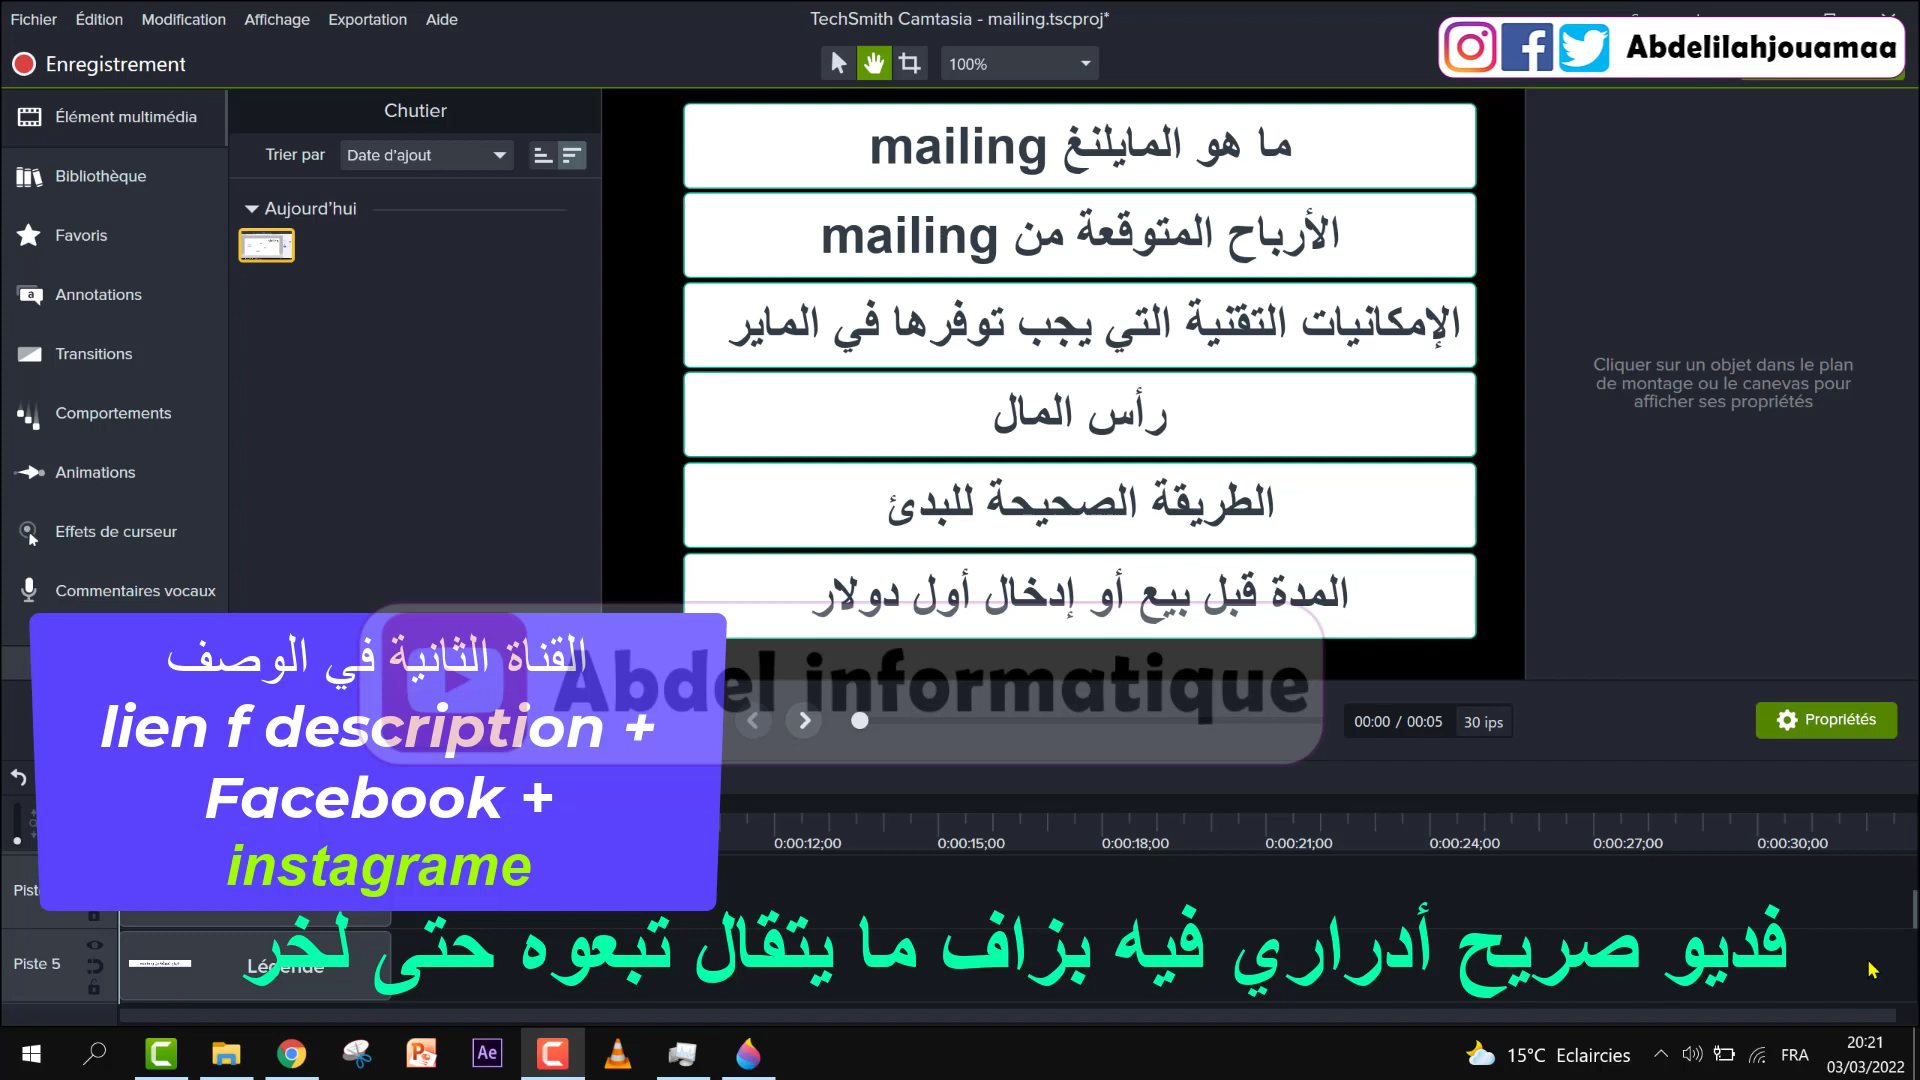 Fichier Édition Modification Affichage Exportation Aide
TechSmith Camtasia - mailing.tscproj*
Enregistrement
100%
Abdelilahjouamaa
Élément multimédia
Bibliothèque
Favoris
Annotations
Transitions
Comportements
Animations
Effets de curseur
Commentaires vocaux
Chutier
Trier par Date d'ajout
Aujourd'hui
ما هو المايلنغ mailing
الأرباح المتوقعة من mailing
الإمكانيات التقنية التي يجب توفرها في الماير
رأس المال
الطريقة الصحيحة للبدئ
المدة قبل بيع أو إدخال أول دولار
Cliquer sur un objet dans le plan
de montage ou le canevas pour
afficher ses propriétés
القناة الثانية في الوصف
lien f description +
Facebook +
instagrame
Abdel informatique
00:00 / 00:05 30 ips
Propriétés
0:00:12;00 0:00:15;00 0:00:18;00 0:00:21;00 0:00:24;00 0:00:27;00 0:00:30;00
Piste 5
Légende
فديو صريح أدراري فيه بزاف ما يتقال تبعوه حتى لخر
15°C Eclaircies
FRA
20:21
03/03/2022